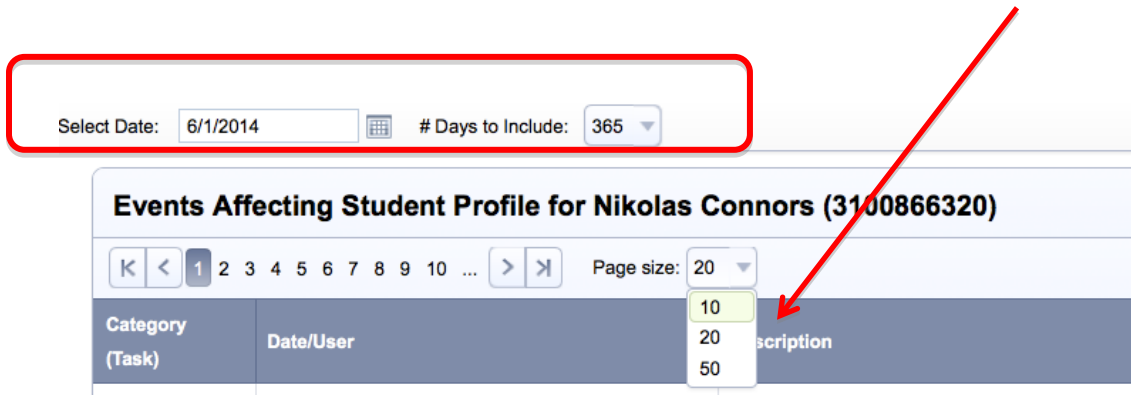 Select Date: 6/1/2014 # Days to Include: 365
Events Affecting Student Profile for Nikolas Connors (3100866320)
1 2 3 4 5 6 7 8 9 10 ... Page size: 20
10
20
50
Category
(Task)
Date/User
scription